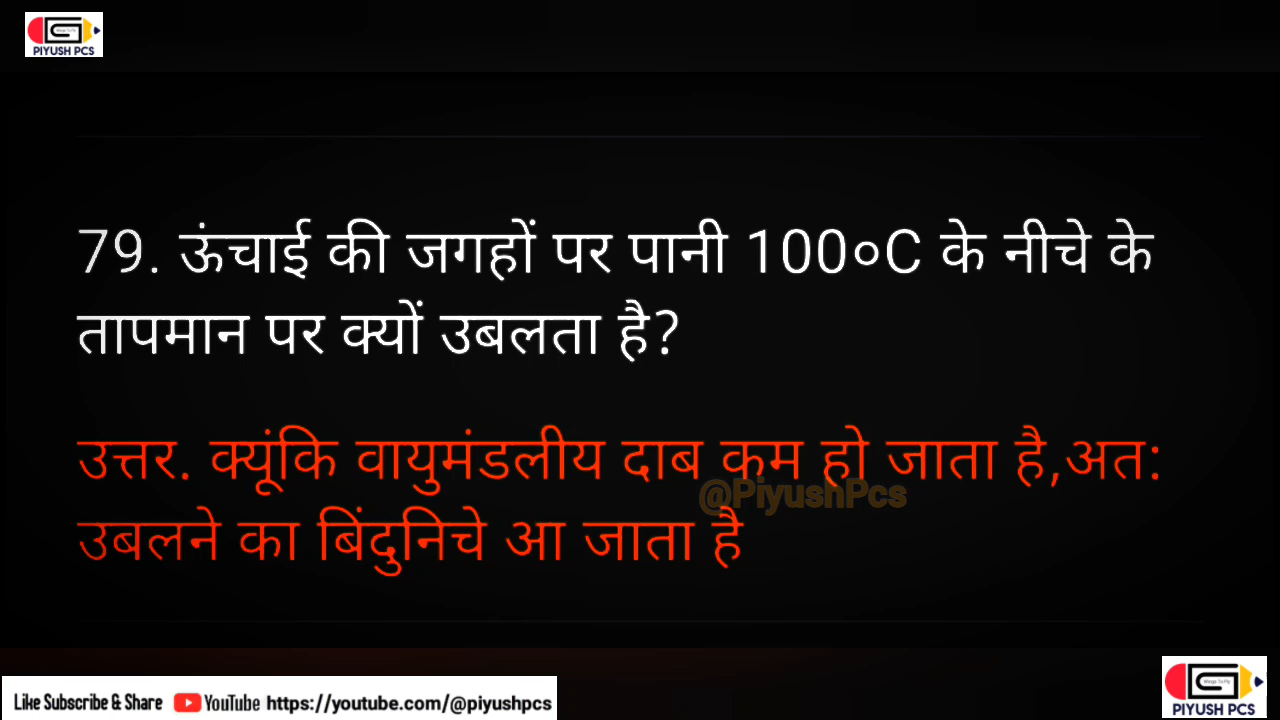 PIYUSH PCS
79. ऊंचाई की जगहों पर पानी 100०C के नीचे के
तापमान पर क्यों उबलता है?
उत्तर. क्यूंकि वायुमंडलीय दाब कम हो जाता है,अत:
@PiyushPcs
उबलने का बिंदुनिचे आ जाता है
Like Subscribe & Share YouTube https://youtube.com/@piyushpcs
PIYUSH PCS